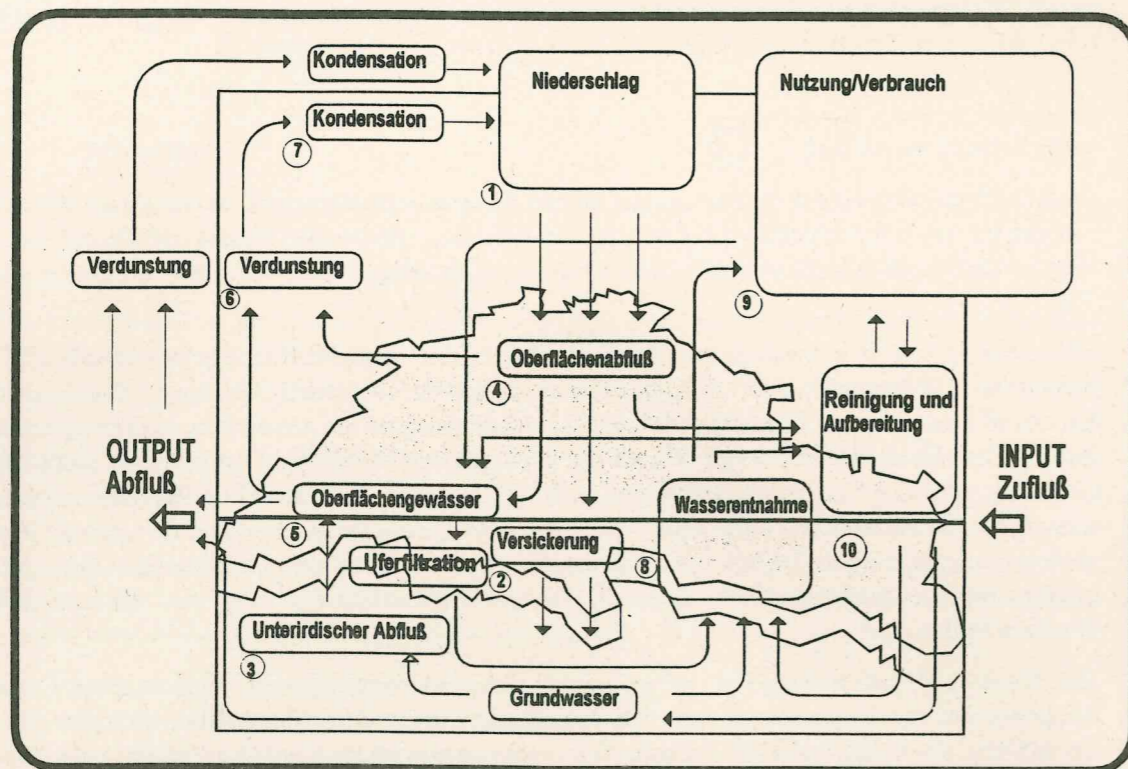 Kondensation
Niederschlag
Nutzung/Verbrauch
Kondensation
7
1
Verdunstung
Verdunstung
6
9
Oberflächenabfluß
4
Reinigung und
Aufbereitung
OUTPUT
Abfluß
INPUT
Zufluß
Oberflächengewässer
Wasserentnahme
5
Versickerung
10
Uferfiltration
2
8
Unterirdischer Abfluß
3
Grundwasser